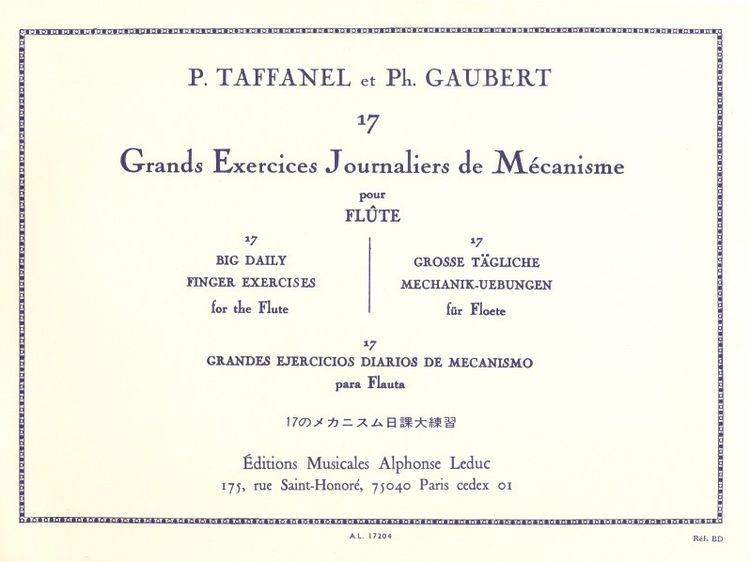 P. TAFFANEL et Ph. GAUBERT
17
Grands Exercices Journaliers de Mécanisme
pour
FLÛTE
17
BIG DAILY
FINGER EXERCISES
for the Flute
17
GROSSE TÄGLICHE
MECHANIK-UEBUNGEN
für Floete
17
GRANDES EJERCICIOS DIARIOS DE MECANISMO
para Flauta
17のメカニスム日課大練習
Éditions Musicales Alphonse Leduc
175, rue Saint-Honoré, 75040 Paris cedex 01
A.L. 17204
Réf. BD